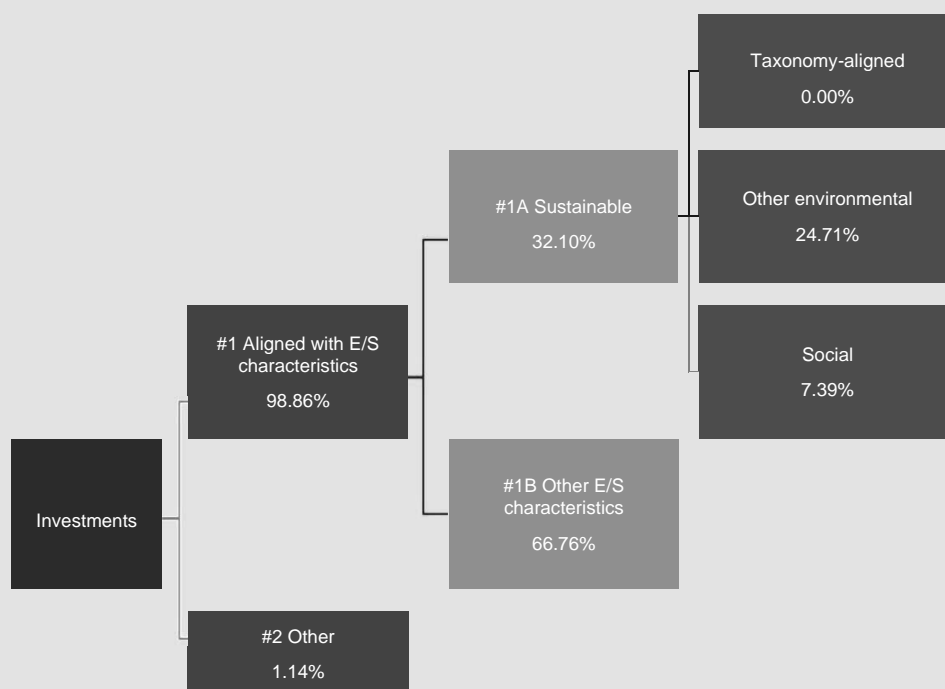 Taxonomy-aligned
0.00%
#1A Sustainable
32.10%
Other environmental
24.71%
#1 Aligned with E/S
characteristics
98.86%
Social
7.39%
Investments
#1B Other E/S
characteristics
66.76%
#2 Other
1.14%